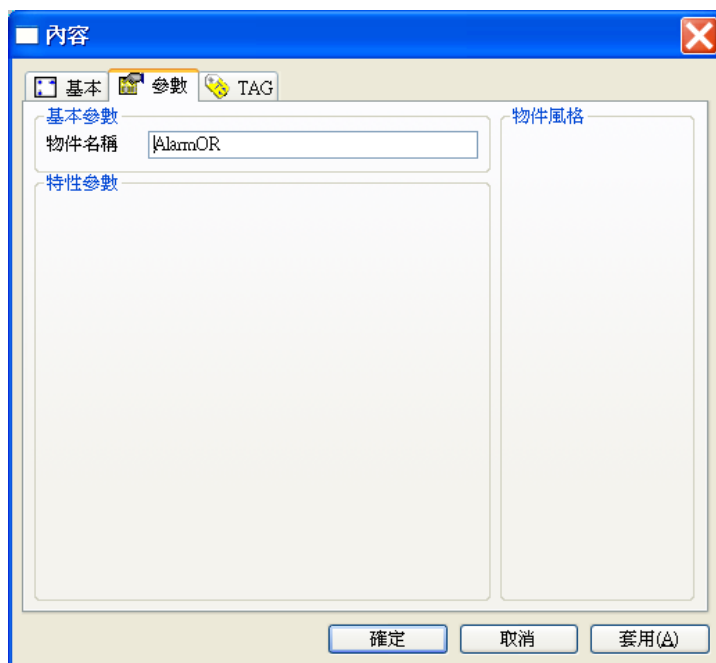 內容
基本 參數 TAG
基本參數
物件名稱 AlarmOR
特性參數
物件風格
確定 取消 套用(A)